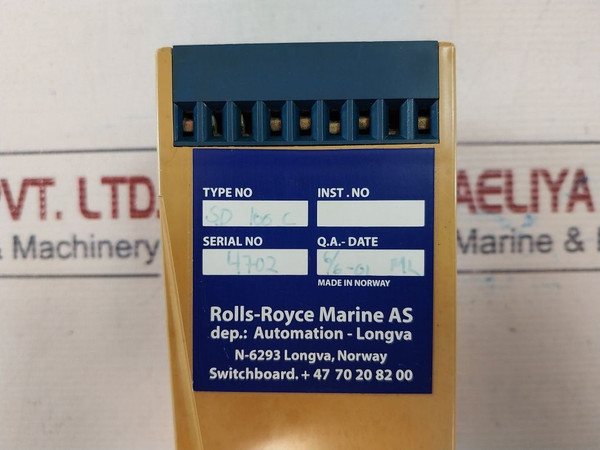 PVT. LTD.
AELIYA
& Machinery
Marine &
TYPE NO
INST . NO
SD 100 C
SERIAL NO
Q.A.- DATE
4702
MADE IN NORWAY
Rolls-Royce Marine AS
dep.: Automation - Longva
N-6293 Longva, Norway
Switchboard. + 47 70 20 82 00